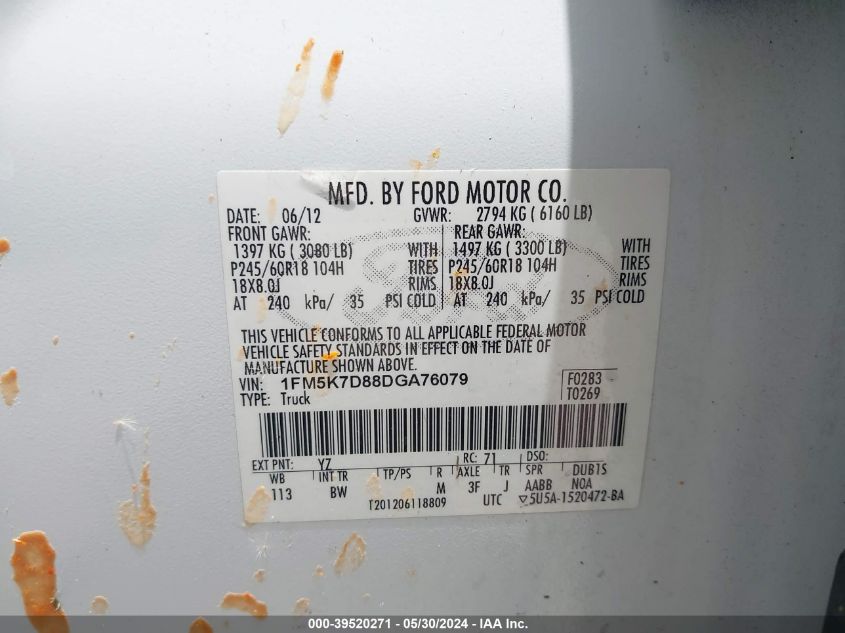 MFD. BY FORD MOTOR CO.
DATE: 06/12 GVWR: 2794 KG ( 6160 LB)
FRONT GAWR: REAR GAWR:
1397 KG ( 3080 LB) WITH 1497 KG ( 3300 LB) WITH
P245/60R18 104H TIRES P245/60R18 104H TIRES
18X8.0J RIMS 18X8.0J RIMS
AT 240 kPa/ 35 PSI COLD AT 240 kPa/ 35 PSI COLD
THIS VEHICLE CONFORMS TO ALL APPLICABLE FEDERAL MOTOR
VEHICLE SAFETY STANDARDS IN EFFECT ON THE DATE OF
MANUFACTURE SHOWN ABOVE.
VIN: 1FM5K7D88DGA76079 F0283
TYPE: Truck T0269
EXT PNT: YZ RC: 71 DSO:
WB INT TR TP/PS R AXLE TR SPR DUB1S
113 BW M 3F J AABB NOA
T201206118809 UTC ▽5U5A-1520472-BA
000-39520271 - 05/30/2024 - IAA Inc.